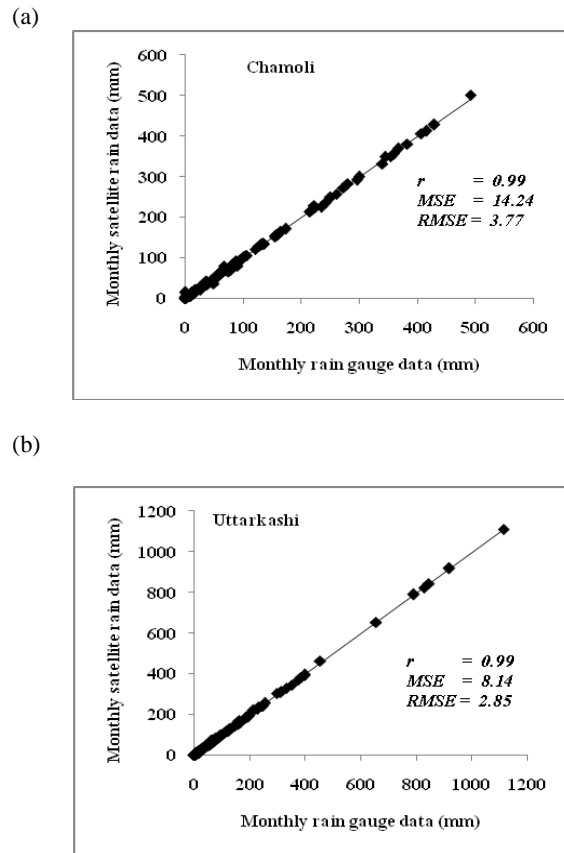 (a)
Chamoli
Monthly satellite rain data (mm)
600
500
400
300
200
100
0
r = 0.99
MSE = 14.24
RMSE = 3.77
0 100 200 300 400 500 600
Monthly rain gauge data (mm)
(b)
Uttarkashi
Monthly satellite rain data (mm)
1200
1000
800
600
400
200
0
r = 0.99
MSE = 8.14
RMSE = 2.85
0 200 400 600 800 1000 1200
Monthly rain gauge data (mm)